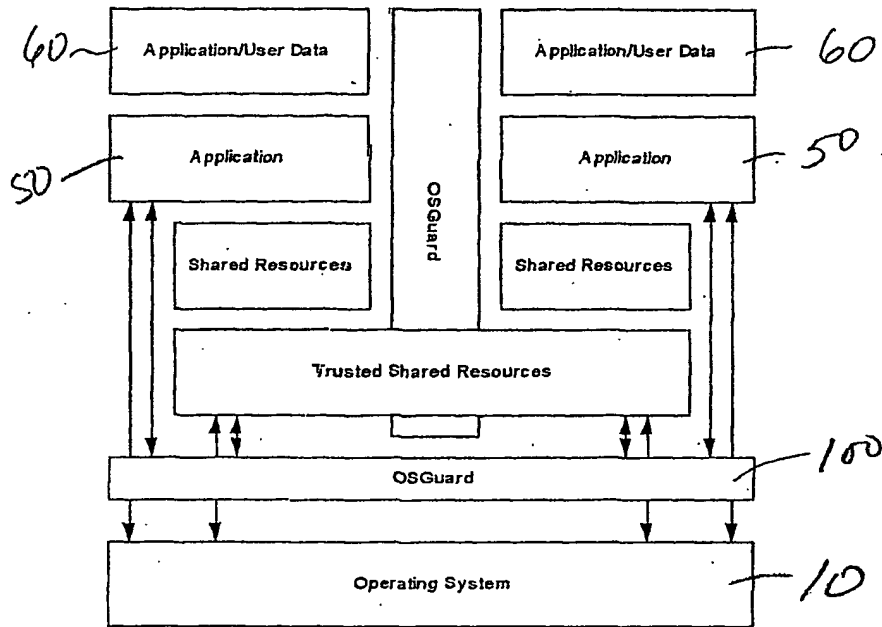 60 Application/User Data Application/User Data 60
50 Application Application 50
OSGuard
Shared Resources Shared Resources
Trusted Shared Resources
OSGuard 100
Operating System 10